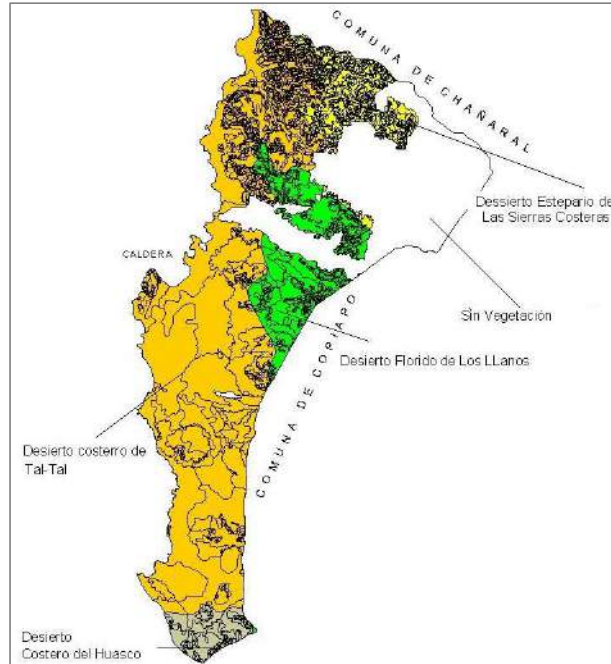 COMUNA DE CHAÑARAL
Dessierto Estepario de
Las Sierras Costeras
CALDERA
Sin Vegetación
Desierto Florido de Los LLanos
COMUNA DE COPIAPO
Desierto costerro de
Tal-Tal
Desierto
Costero del Huasco